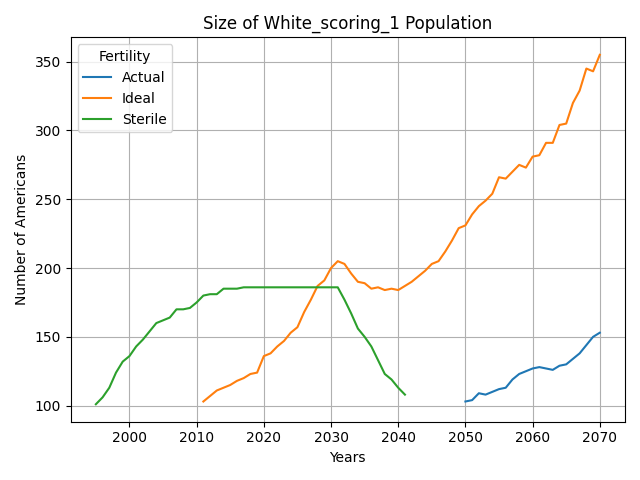 Size of White_scoring_1 Population
Fertility
Actual
Ideal
Sterile
Number of Americans
350
300
250
200
150
100
2000 2010 2020 2030 2040 2050 2060 2070
Years